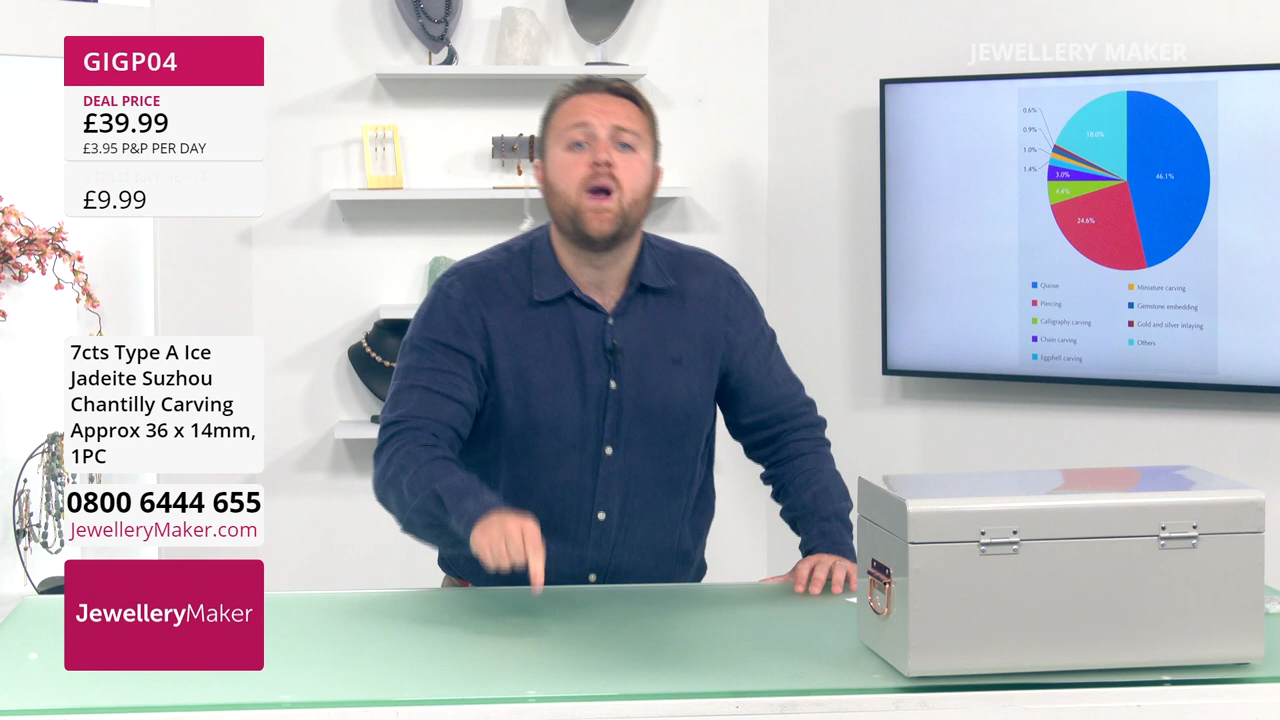 GIGP04
DEAL PRICE
£39.99
£3.95 P&P PER DAY
£9.99
7cts Type A Ice
Jadeite Suzhou
Chantilly Carving
Approx 36 x 14mm,
1PC
0800 6444 655
JewelleryMaker.com
JewelleryMaker
JEWELLERY MAKER
0.6%
0.9%
1.0%
1.4%
3.0%
4.4%
24.6%
18.0%
46.1%
Piercing
Calligraphy carving
Chain carving
Eggshell carving
Miniature carving
Gemstone embedding
Gold and silver inlaying
Others